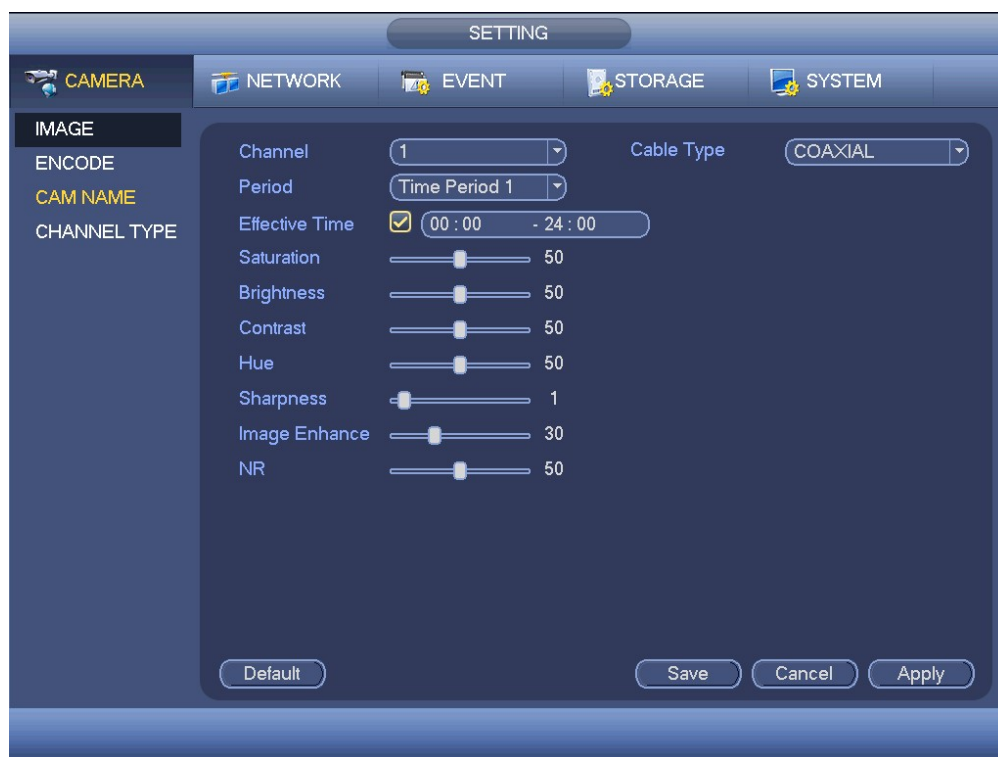 SETTING
CAMERA NETWORK EVENT STORAGE SYSTEM
IMAGE
ENCODE
CAM NAME
CHANNEL TYPE
Channel 1 Cable Type COAXIAL
Period Time Period 1
Effective Time 00 : 00 - 24 : 00
Saturation 50
Brightness 50
Contrast 50
Hue 50
Sharpness 1
Image Enhance 30
NR 50
Default Save Cancel Apply